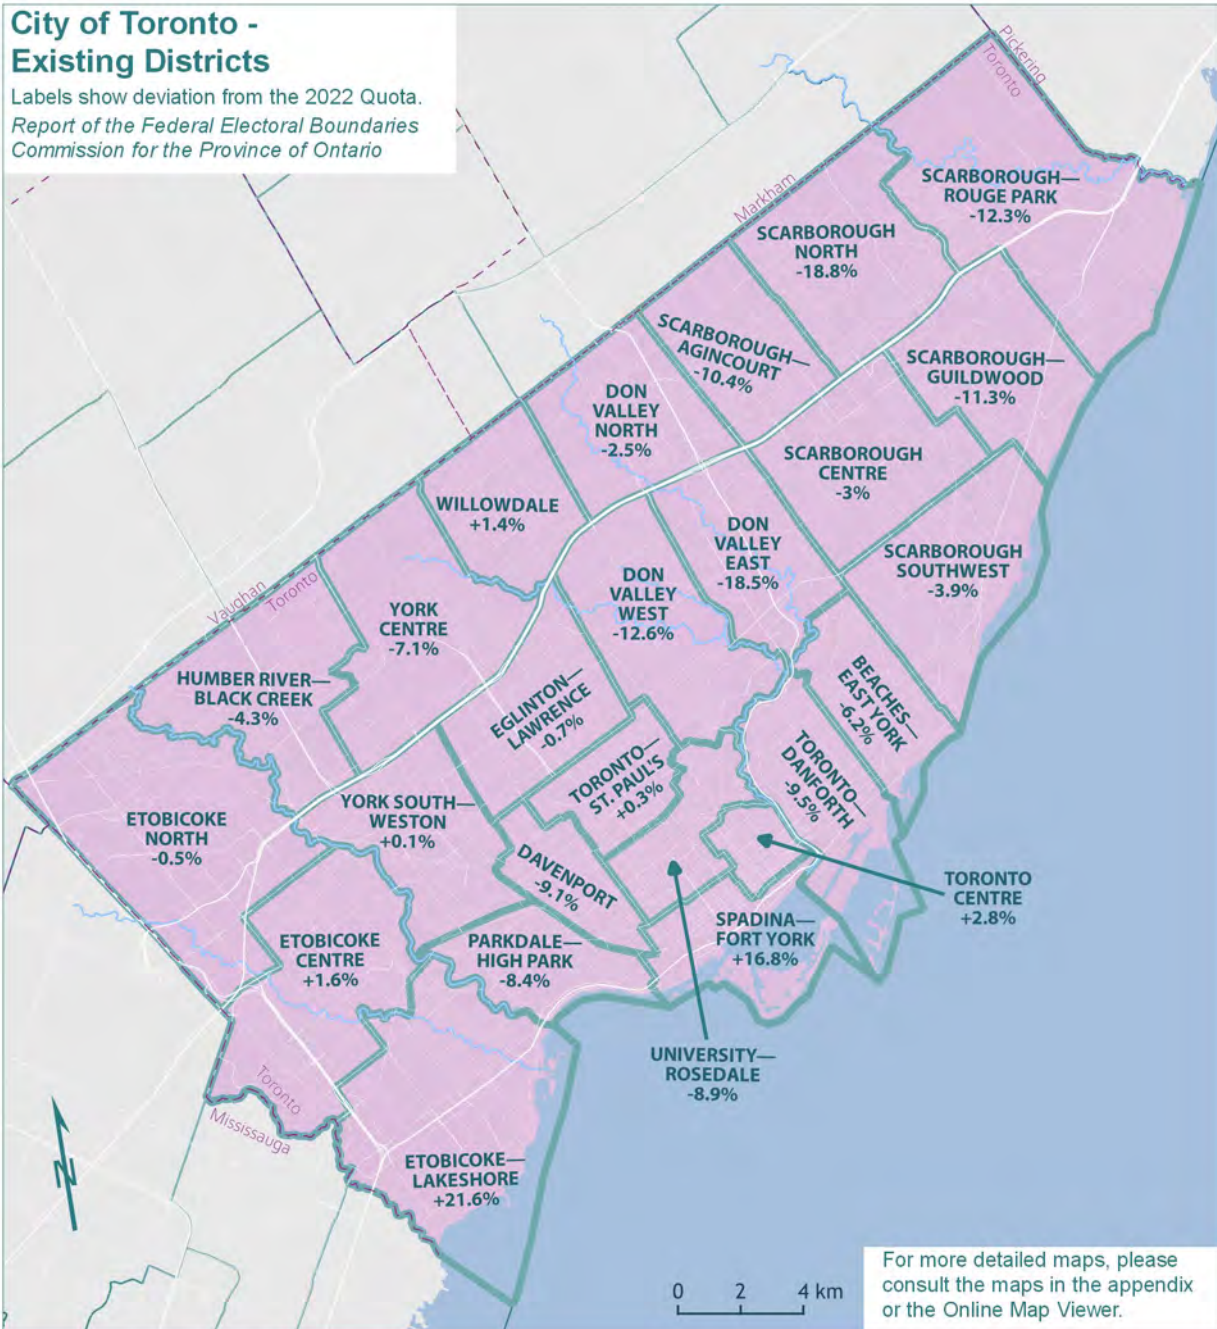 City of Toronto -
Existing Districts
Labels show deviation from the 2022 Quota.
Report of the Federal Electoral Boundaries
Commission for the Province of Ontario
Pickering
Toronto
Markham
SCARBOROUGH—
ROUGE PARK
-12.3%
SCARBOROUGH
NORTH
-18.8%
SCARBOROUGH—
AGINCOURT
-10.4%
SCARBOROUGH—
GUILDWOOD
-11.3%
DON
VALLEY
NORTH
-2.5%
SCARBOROUGH
CENTRE
-3%
WILLOWDALE
+1.4%
DON
VALLEY
EAST
-18.5%
SCARBOROUGH
SOUTHWEST
-3.9%
Vaughan
Toronto
YORK
CENTRE
-7.1%
DON
VALLEY
WEST
-12.6%
HUMBER RIVER—
BLACK CREEK
-4.3%
EGLINTON—
LAWRENCE
-0.7%
BEACHES—
EAST YORK
-6.2%
TORONTO—
ST. PAUL'S
+0.3%
TORONTO—
DANFORTH
-9.5%
ETOBICOKE
NORTH
-0.5%
YORK SOUTH—
WESTON
+0.1%
DAVENPORT
-9.1%
TORONTO
CENTRE
+2.8%
ETOBICOKE
CENTRE
+1.6%
PARKDALE—
HIGH PARK
-8.4%
SPADINA—
FORT YORK
+16.8%
UNIVERSITY—
ROSEDALE
-8.9%
Toronto
Mississauga
ETOBICOKE—
LAKESHORE
+21.6%
N
0 2 4 km
For more detailed maps, please
consult the maps in the appendix
or the Online Map Viewer.